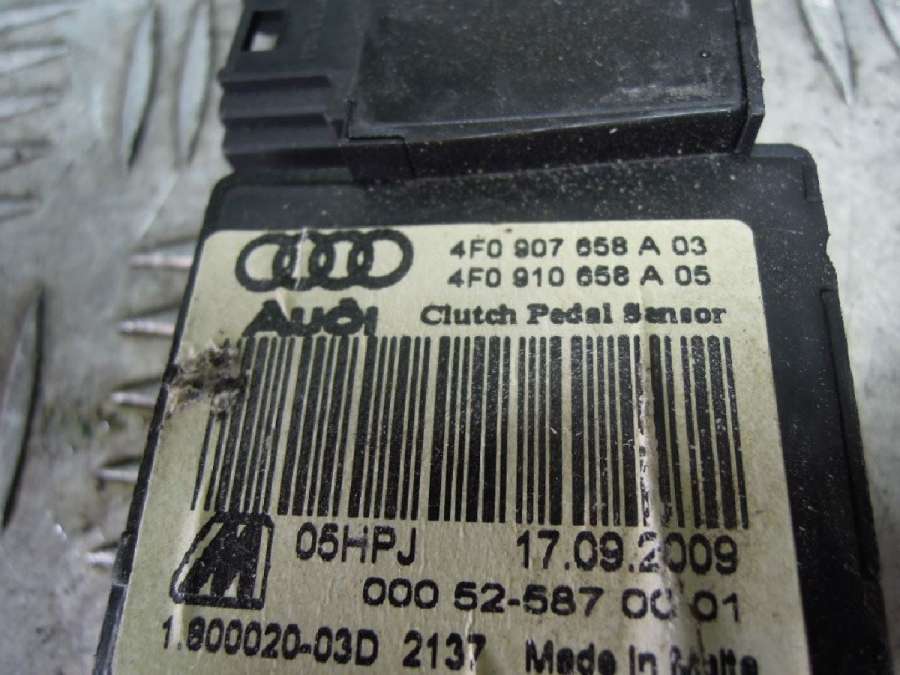 4F0 907 658 A 03
4F0 910 658 A 05
Audi Clutch Pedal Sensor
05HPJ 17.09.2009
000 52-587 00 01
1.800020-03D 2137 Made in Malta